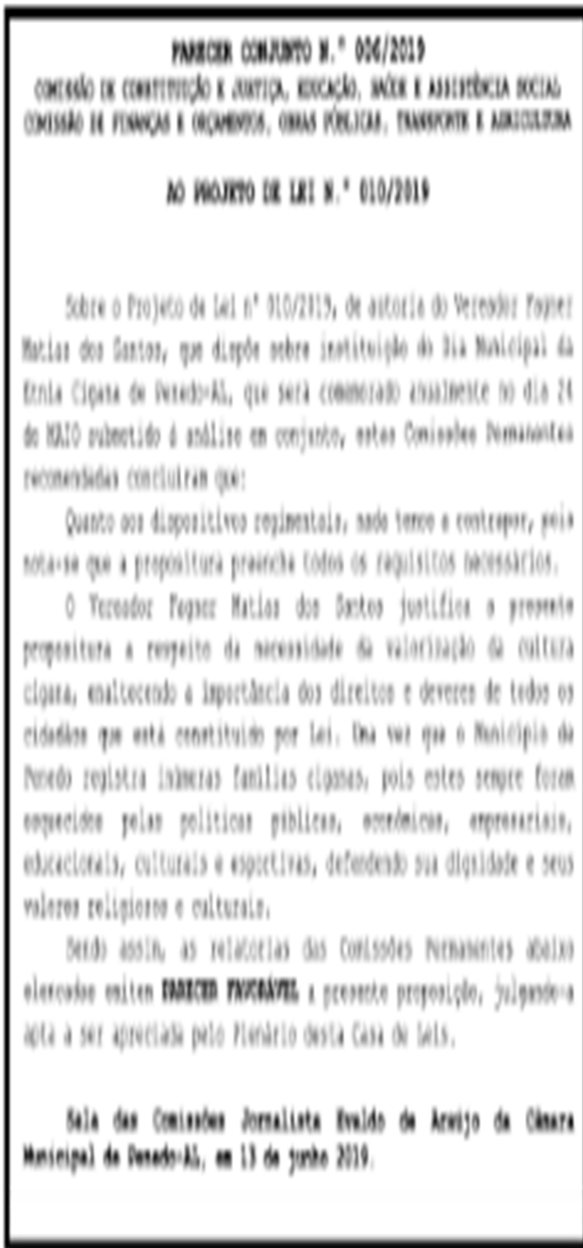 PARECER CONJUNTO N.° 006/2019
COMISSÃO DE CONSTITUIÇÃO E JUSTIÇA, EDUCAÇÃO, SAÚDE E ASSISTÊNCIA SOCIAL
COMISSÃO DE FINANÇAS E ORÇAMENTOS, OBRAS PÚBLICAS, TRANSPORTE E AGRICULTURA
AO PROJETO DE LEI N.° 010/2019
Sobre o Projeto de Lei n° 010/2019, de autoria do Vereador Fagner
Matias dos Santos, que dispõe sobre instituição do Dia Municipal da
Etnia Cigana de Penedo-AL, que será comemorado anualmente no dia 24
de MAIO submetido á análise em conjunto, estas Comissões Permanentes
recomendadas concluíram que:
Quanto aos dispositivos regimentais, nada temos a contrapor, pois
nota-se que a propositura preenche todos os requisitos necessários.
O Vereador Fagner Matias dos Santos justifica a presente
propositura a respeito da necessidade da valorização da cultura
cigana, enaltecendo a importância dos direitos e deveres de todos os
cidadãos que está constituído por Lei. Uma vez que o Município de
Penedo registra inúmeras famílias ciganas, pois estes sempre foram
esquecidos pelas políticas públicas, econômicas, empresariais,
educacionais, culturais e esportivas, defendendo sua dignidade e seus
valores religiosos e culturais.
Sendo assim, as relatorias das Comissões Permanentes abaixo
elencadas emitem PARECER FAVORÁVEL a presente proposição, julgando-a
apta a ser apreciada pelo Plenário desta Casa de Leis.
Sala das Comissões Jornalista Evaldo de Araújo da Câmara
Municipal de Penedo-AL, em 13 de junho 2019.